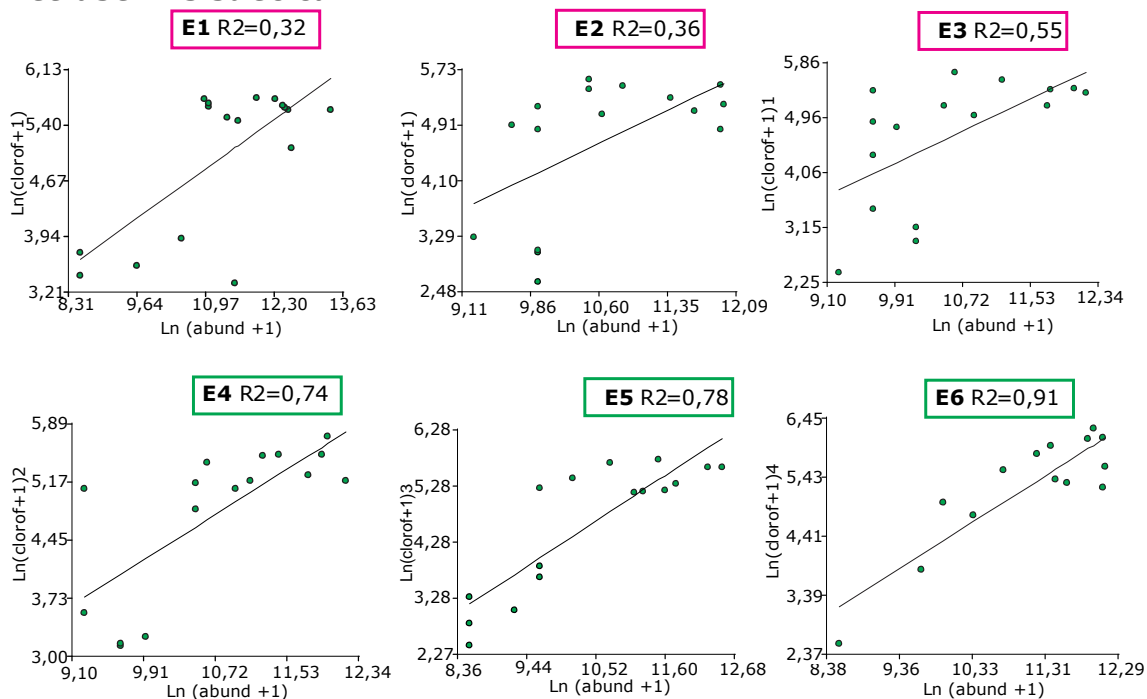 E1 R2=0,32
E2 R2=0,36
E3 R2=0,55
6,13
5,40
4,67
3,94
3,21
Ln(clorof+1)
8,31 9,64 10,97 12,30 13,63
Ln (abund +1)
5,73
4,91
4,10
3,29
2,48
Ln(clorof+1)
9,11 9,86 10,60 11,35 12,09
Ln (abund +1)
5,86
4,96
4,06
3,15
2,25
Ln(clorof+1)1
9,10 9,91 10,72 11,53 12,34
Ln (abund +1)
E4 R2=0,74
E5 R2=0,78
E6 R2=0,91
5,89
5,17
4,45
3,73
3,00
Ln(clorof+1)2
9,10 9,91 10,72 11,53 12,34
Ln (abund +1)
6,28
5,28
4,28
3,28
2,27
Ln(clorof+1)3
8,36 9,44 10,52 11,60 12,68
Ln (abund +1)
6,45
5,43
4,41
3,39
2,37
Ln(clorof+1)4
8,38 9,36 10,33 11,31 12,29
Ln (abund +1)